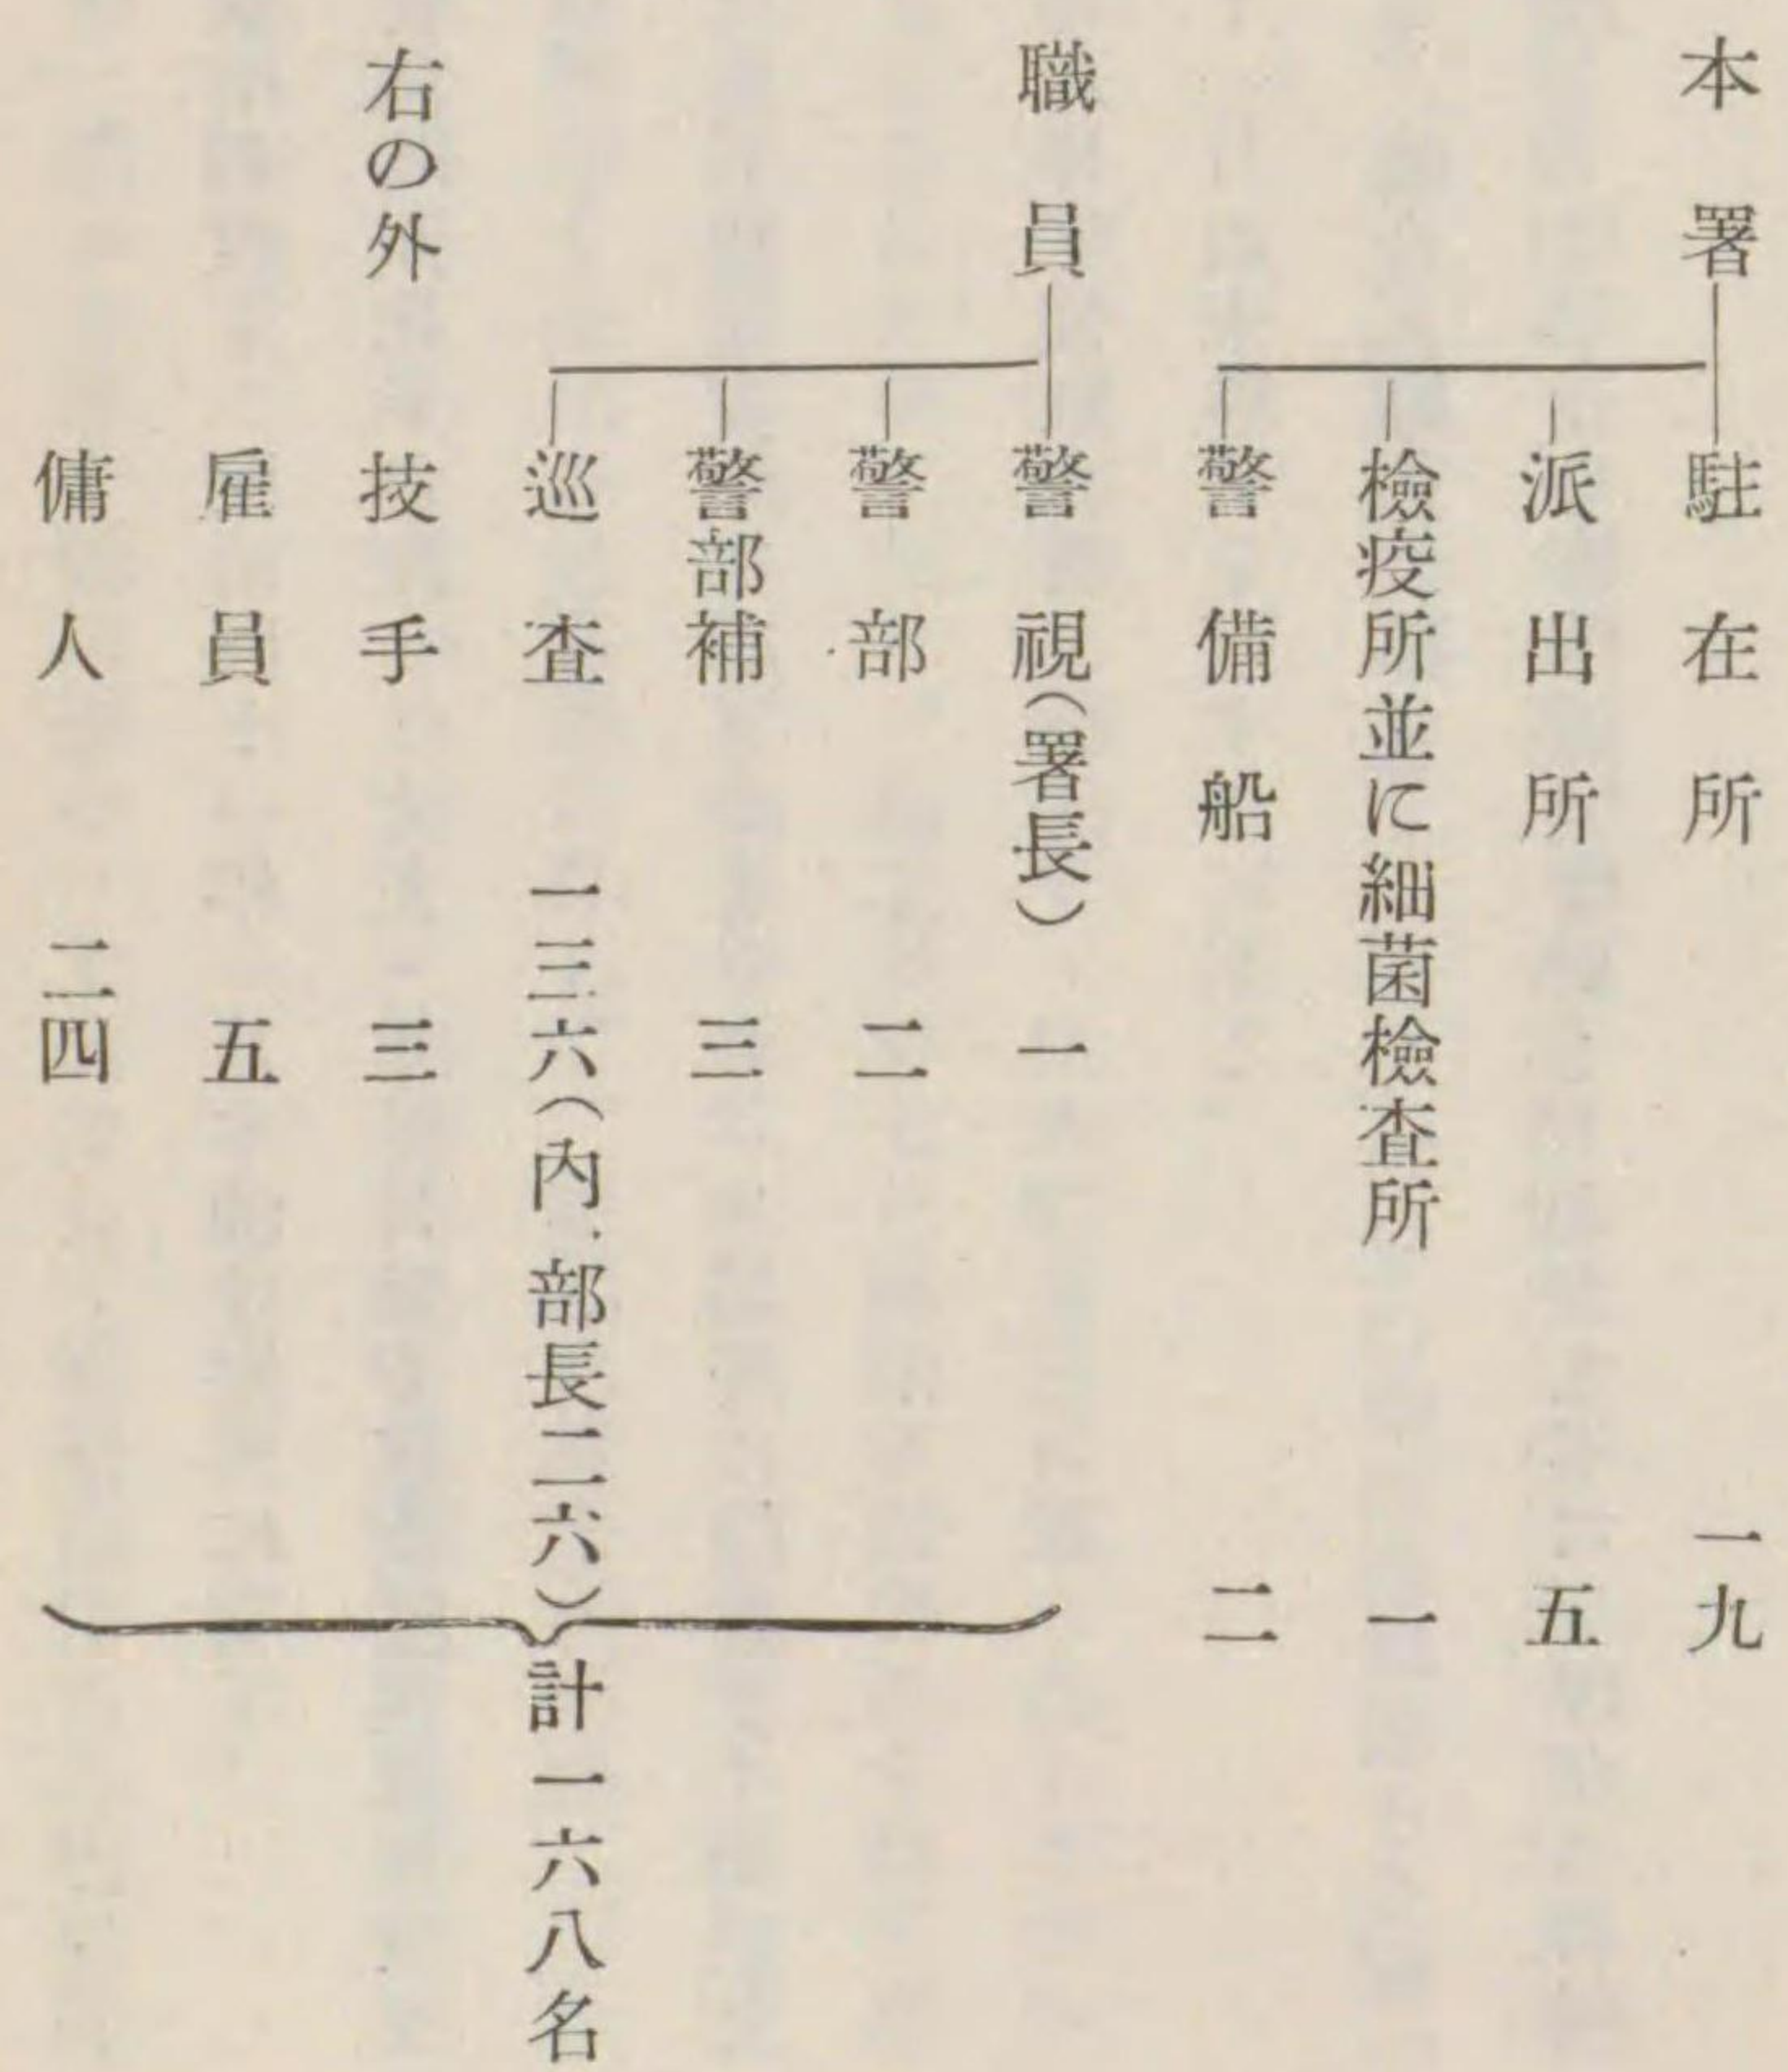 本署 駐在所 一九
派出所 五
檢疫所並に細菌檢査所 一
警備船 二
職員 警視(署長) 一
警部 二
警部補 三
巡査 一三六(內部長二六) 計一六八名
右の外 技手 三
雇員 五
傭人 二四